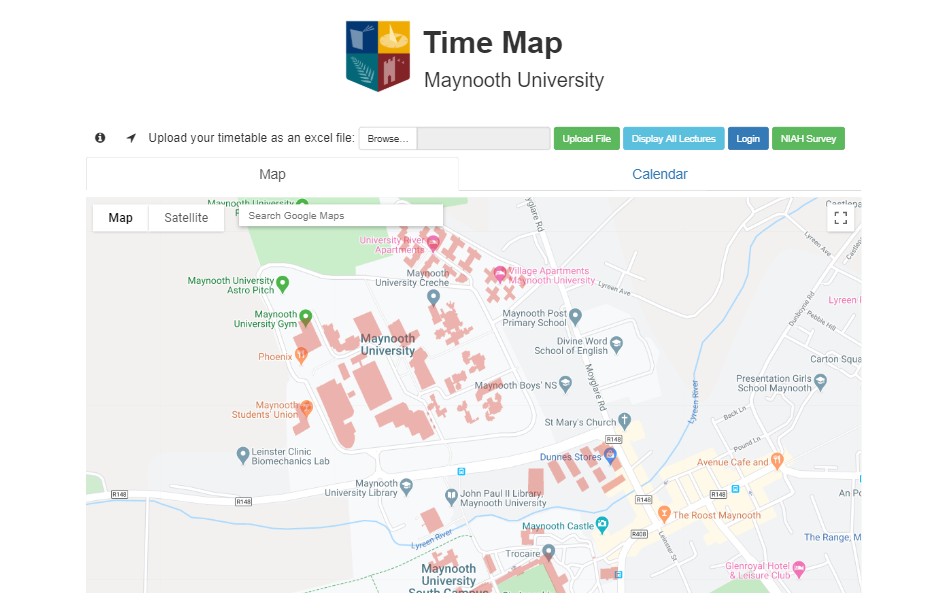 Time Map
Maynooth University
Upload your timetable as an excel file:
Browse...
Upload File
Display All Lectures
Login
NIAH Survey
Map
Calendar
Maynooth University
Map
Satellite
Search Google Maps
University River
Apartments
Village Apartments
Maynooth University
Maynooth
University Creche
Maynooth University
Astro Pitch
Maynooth
University Gym
Phoenix
Maynooth
University
Maynooth Post
Primary School
Divine Word
School of English
Maynooth Boys' NS
Moyglare Rd
Moyglare Rd
Lyreen Ave
Lyreen Ave
Dunboyne Rd
Pebble Hill
Lyreen
Carton Squa
Presentation Girls
School Maynooth
Lyreen River
Back Ln
Pound Ln
Maynooth
Students' Union
St Mary's Church
R148
Dunnes Stores
Avenue Cafe and
Leinster Clinic
Biomechanics Lab
Maynooth
University Library
John Paul II Library,
Maynooth University
R148
R148
R148
R148
An Po
Maynooth Castle
The Roost Maynooth
R408
Leinster St
Lyreen River
Trocaire
The Range, M
Glenroyal Hotel
& Leisure Club
Maynooth
University
South Campus